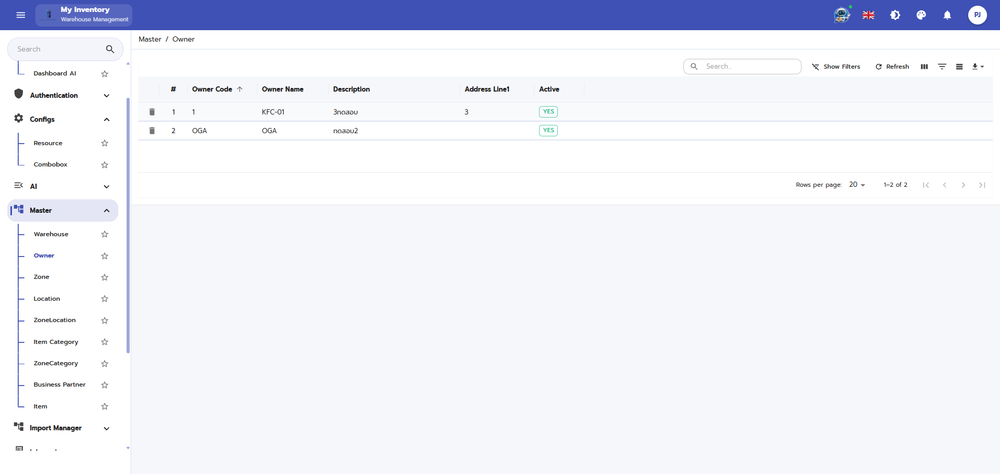 My Inventory
Warehouse Management
PJ
Search
Dashboard AI
Authentication
Configs
Resource
Combobox
AI
Master
Warehouse
Owner
Zone
Location
ZoneLocation
Item Category
ZoneCategory
Business Partner
Item
Import Manager
Master / Owner
Search...
Show Filters
Refresh
# Owner Code Owner Name Description Address Line1 Active
1 1 KFC-01 3ทดสอบ 3 YES
2 OGA OGA ทดสอบ2 YES
Rows per page: 20 1–2 of 2